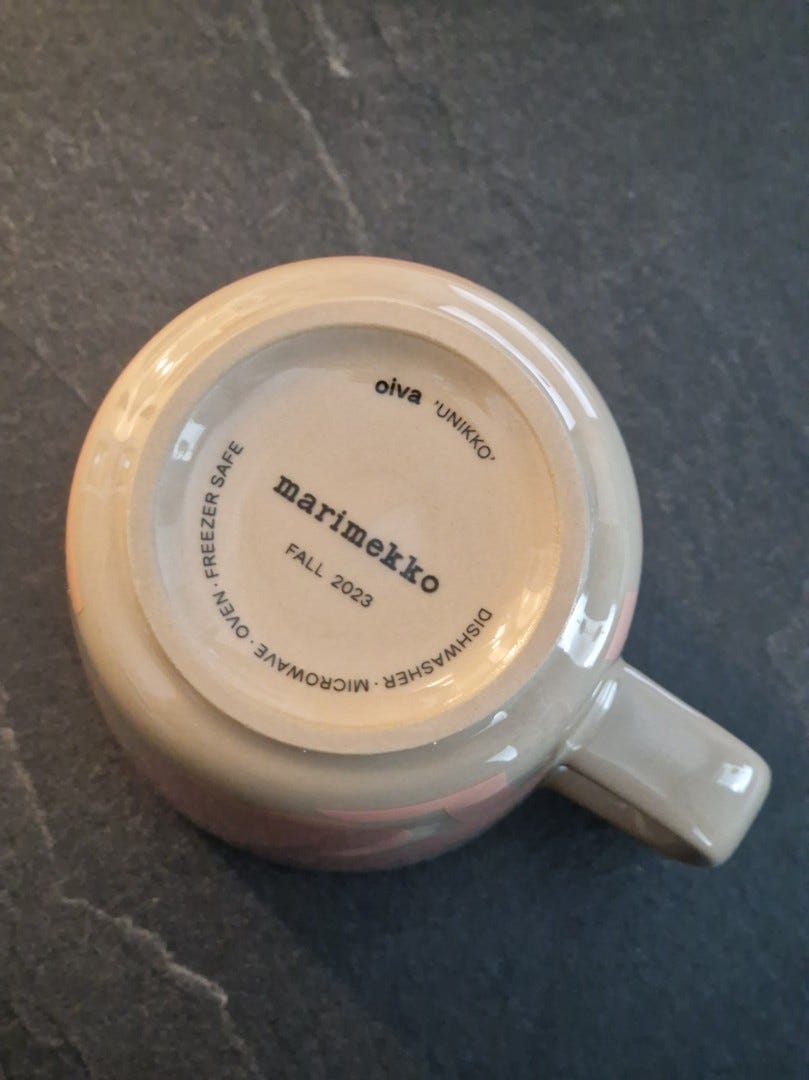 oiva 'UNIKKO'
marimekko
FALL 2023
DISHWASHER · MICROWAVE · OVEN · FREEZER SAFE